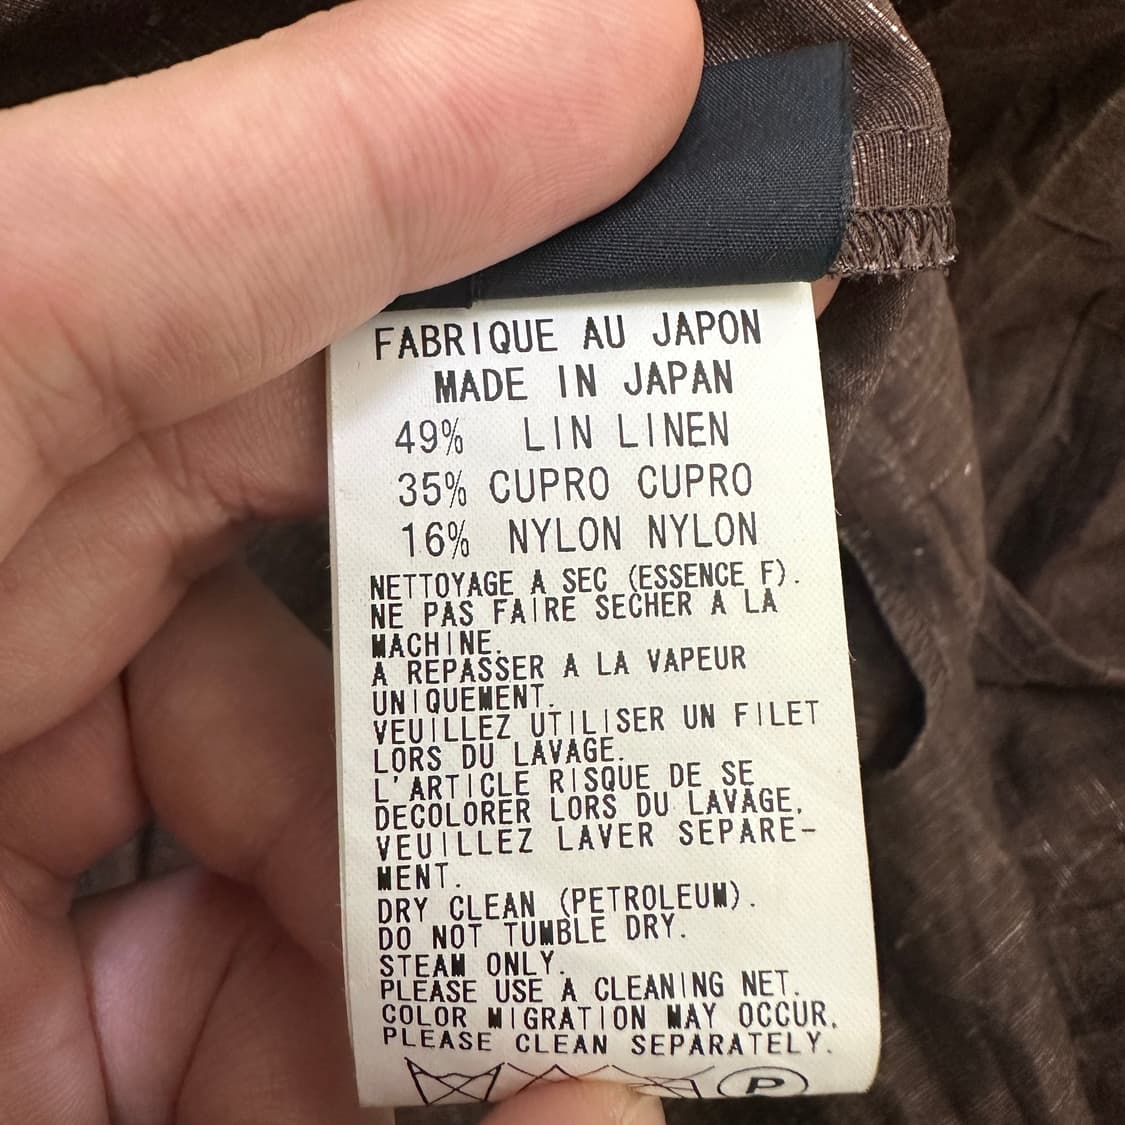 FABRIQUE AU JAPON
MADE IN JAPAN
49% LIN LINEN
35% CUPRO CUPRO
16% NYLON NYLON
NETTOYAGE A SEC (ESSENCE F).
NE PAS FAIRE SECHER A LA
MACHINE.
A REPASSER A LA VAPEUR
UNIQUEMENT.
VEUILLEZ UTILISER UN FILET
LORS DU LAVAGE.
L'ARTICLE RISQUE DE SE
DECOLORER LORS DU LAVAGE.
VEUILLEZ LAVER SEPARE-
MENT.
DRY CLEAN (PETROLEUM).
DO NOT TUMBLE DRY.
STEAM ONLY.
PLEASE USE A CLEANING NET.
COLOR MIGRATION MAY OCCUR.
PLEASE CLEAN SEPARATELY.
P